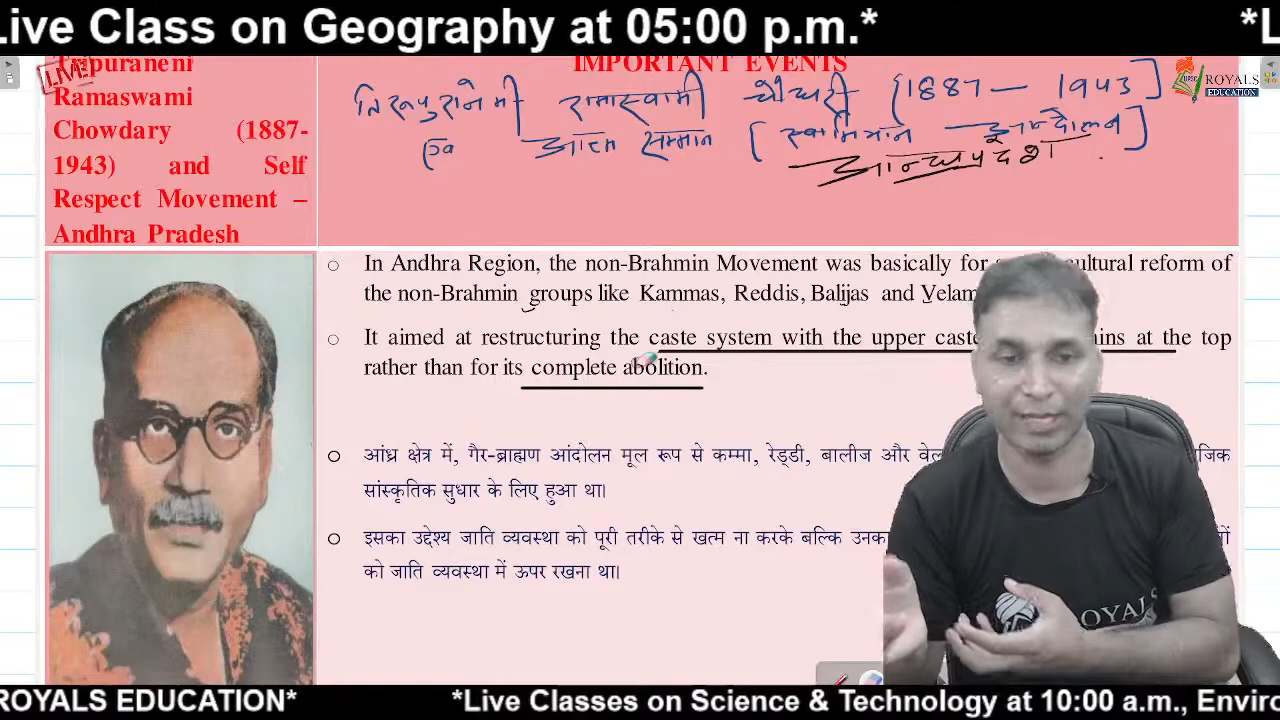 Live Class on Geography at 05:00 p.m.* *L
LIVE
Tripuraneni
Ramaswami
Chowdary (1887-
1943) and Self
Respect Movement –
Andhra Pradesh
IMPORTANT EVENTS
ROYALS
EDUCATION
रामास्वामी चौधरी [1887 — 1943]
एवं आत्म सम्मान [स्वाभिमान आन्दोलन]
आन्ध्रप्रदेश
In Andhra Region, the non-Brahmin Movement was basically for cultural reform of
the non-Brahmin groups like Kammas, Reddis, Balijas and
It aimed at restructuring the caste system with the upper caste at the top
rather than for its complete abolition.
आंध्र क्षेत्र में, गैर-ब्राह्मण आंदोलन मूल रूप से कम्मा, रेड्डी, बालीज और
सांस्कृतिक सुधार के लिए हुआ था।
इसका उद्देश्य जाति व्यवस्था को पूरी तरीके से खत्म ना करके बल्कि
को जाति व्यवस्था में ऊपर रखना था।
ROYALS EDUCATION* *Live Classes on Science & Technology at 10:00 a.m., Enviro